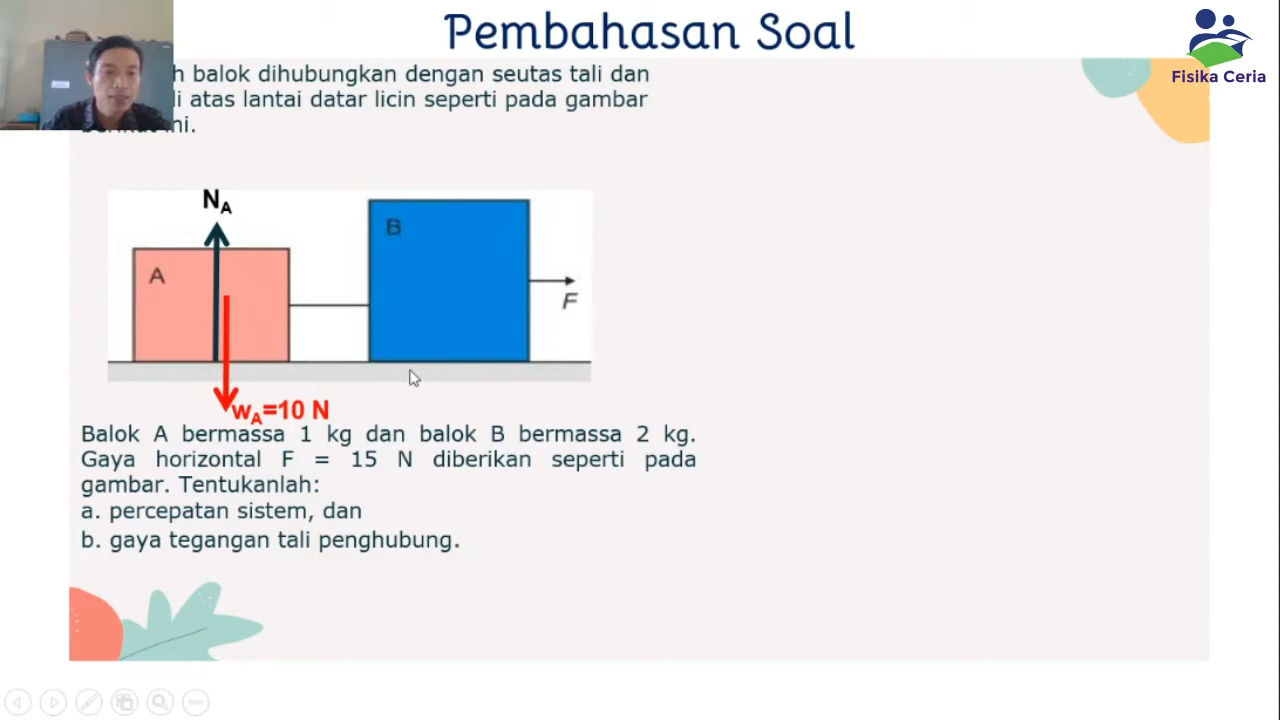 Pembahasan Soal
Fisika Ceria
balok dihubungkan dengan seutas tali dan
atas lantai datar licin seperti pada gambar
ini.
N_A
A
B
F
w_A=10 N
Balok A bermassa 1 kg dan balok B bermassa 2 kg.
Gaya horizontal F = 15 N diberikan seperti pada
gambar. Tentukanlah:
a. percepatan sistem, dan
b. gaya tegangan tali penghubung.